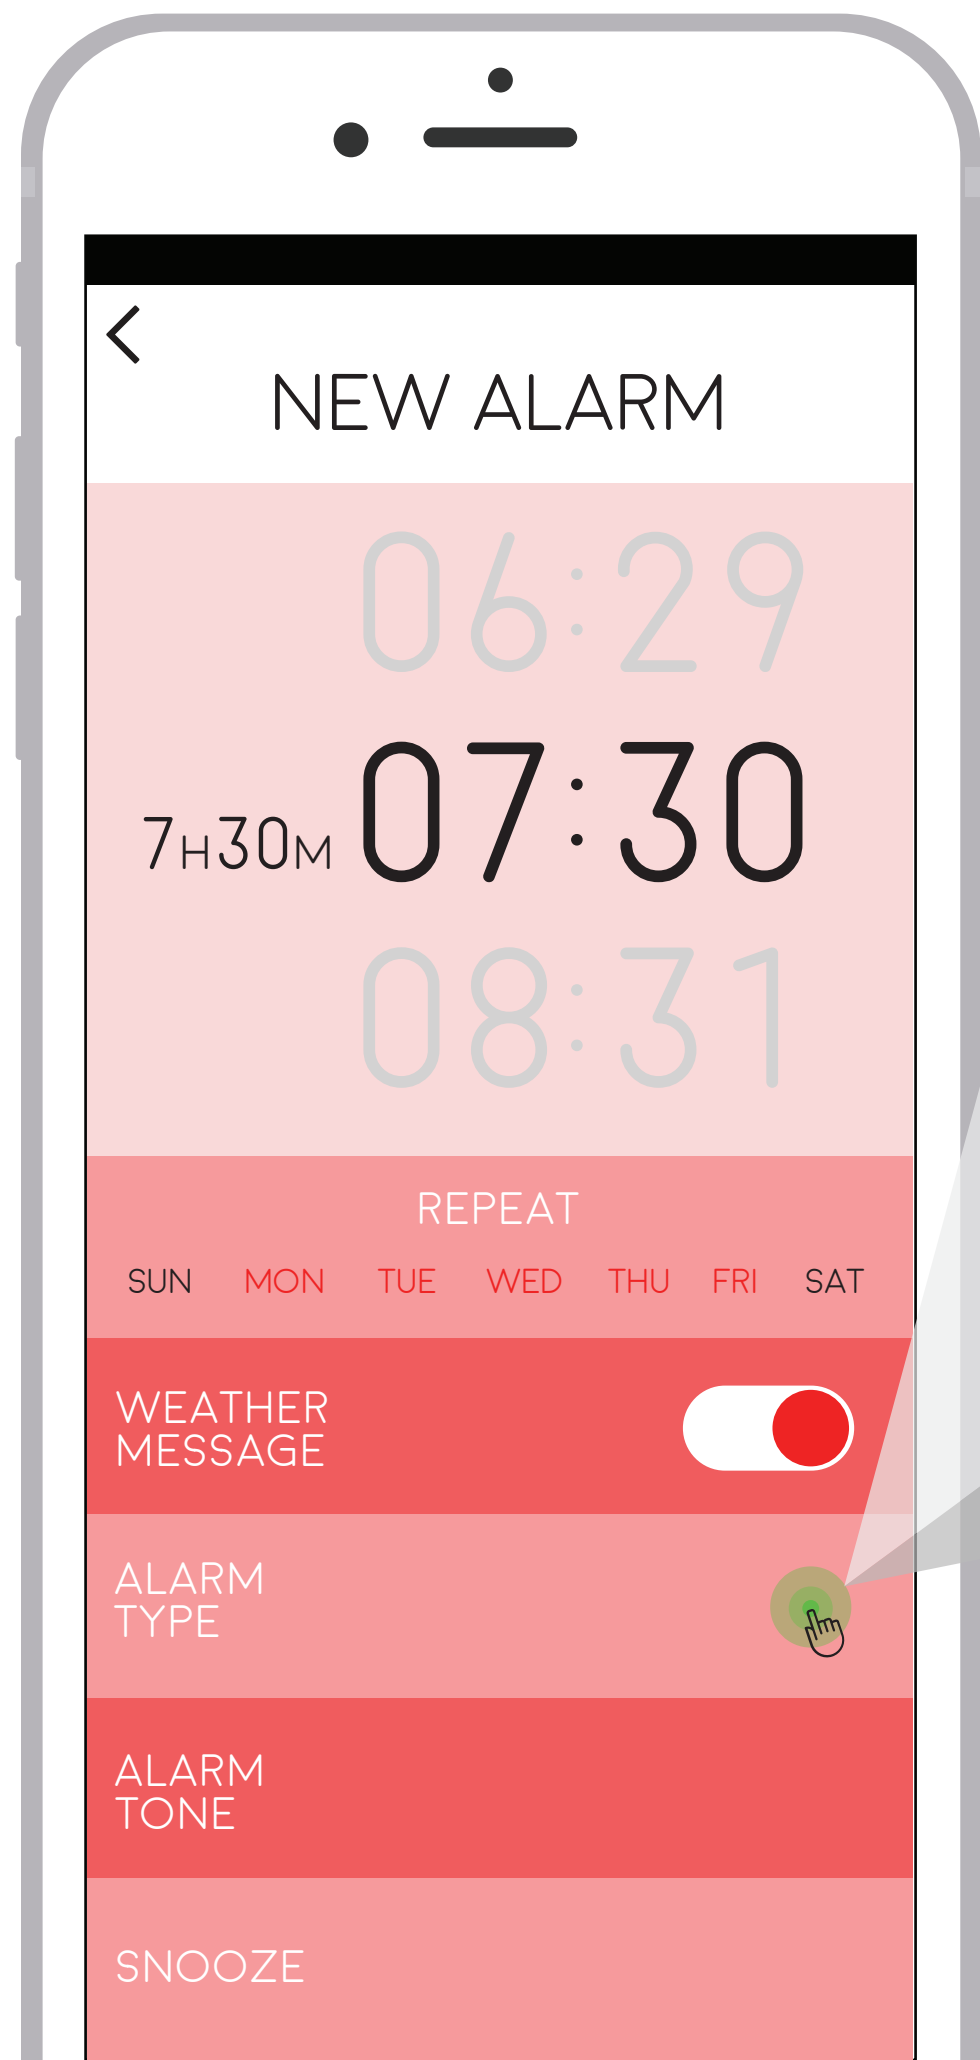 NEW ALARM
06:29
7H30M 07:30
08:31
REPEAT
SUN MON TUE WED THU FRI SAT
WEATHER
MESSAGE
ALARM
TYPE
ALARM
TONE
SNOOZE